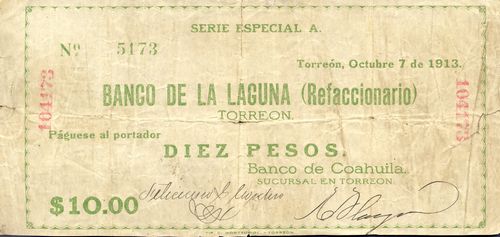 SERIE ESPECIAL A.
Nº 5173
Torreón, Octubre 7 de 1913.
BANCO DE LA LAGUNA (Refaccionario)
TORREON.
104173
104173
Páguese al portador
DIEZ PESOS.
Banco de Coahuila.
SUCURSAL EN TORREON.
$10.00